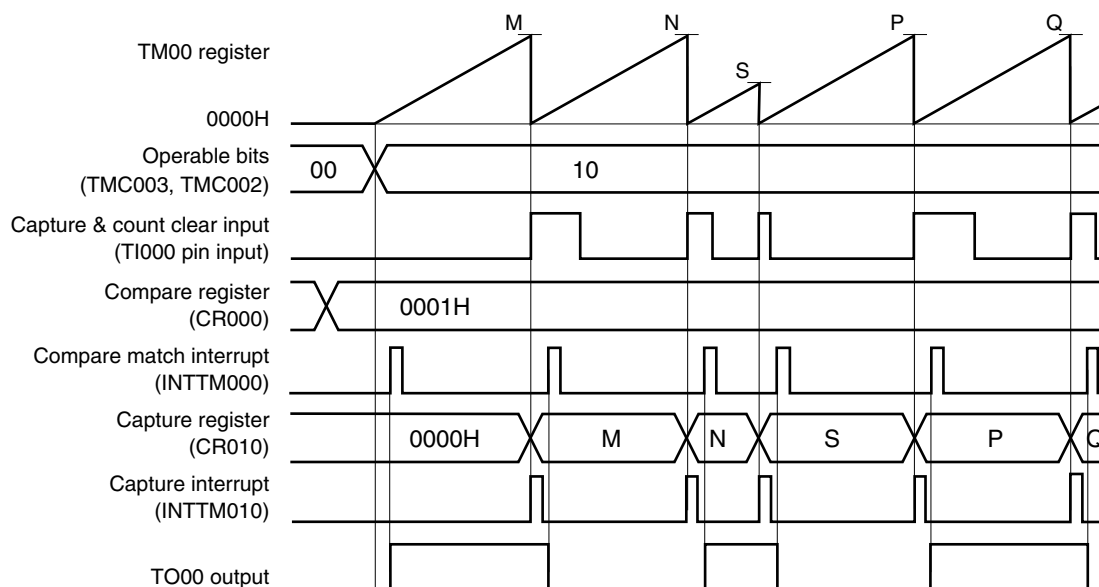 M N S P Q
TM00 register
0000H
Operable bits
(TMC003, TMC002)
00 10
Capture & count clear input
(TI000 pin input)
Compare register
(CR000)
0001H
Compare match interrupt
(INTTM000)
Capture register
(CR010)
0000H M N S P Q
Capture interrupt
(INTTM010)
TO00 output